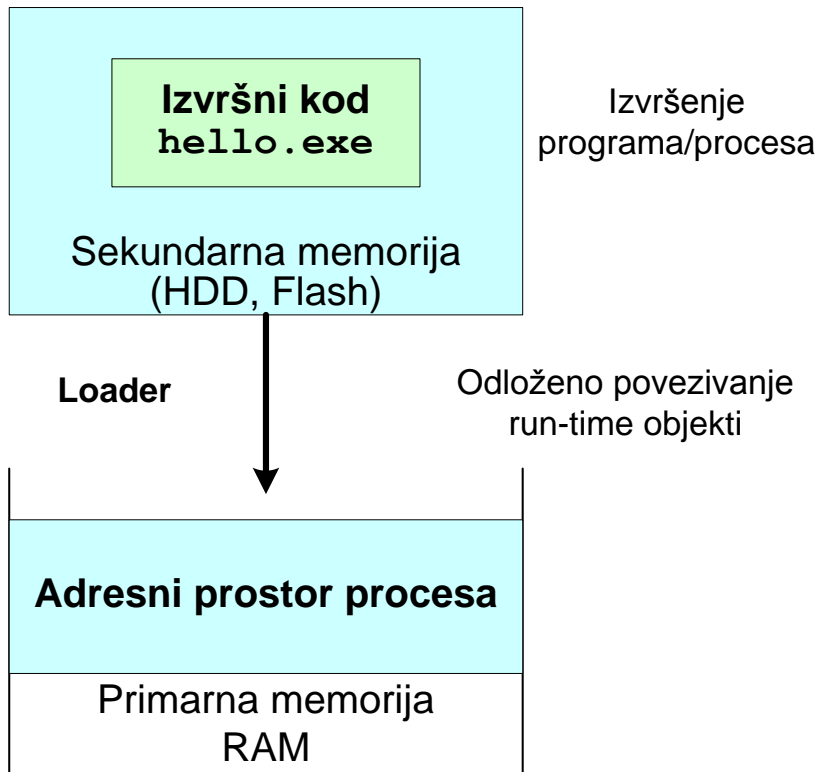 Izvršni kod
hello.exe
Izvršenje
programa/procesa
Sekundarna memorija
(HDD, Flash)
Loader
Odloženo povezivanje
run-time objekti
Adresni prostor procesa
Primarna memorija
RAM